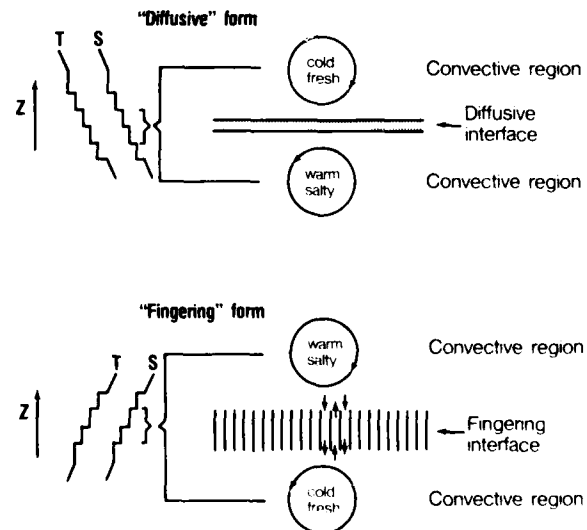 "Diffusive" form
T S
Z
cold
fresh
Convective region
Diffusive
interface
warm
salty
Convective region
"Fingering" form
T S
Z
warm
salty
Convective region
Fingering
interface
cold
fresh
Convective region